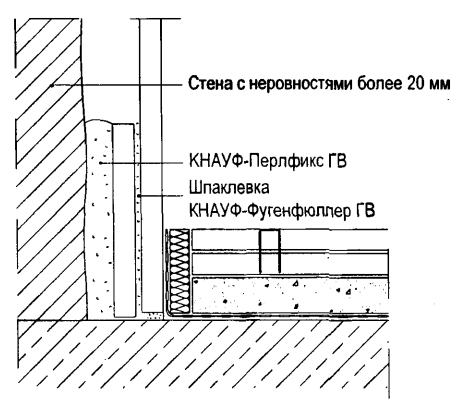 Стена с неровностями более 20 мм
КНАУФ-Перлфикс ГВ
Шпаклевка
КНАУФ-Фугенфюллер ГВ